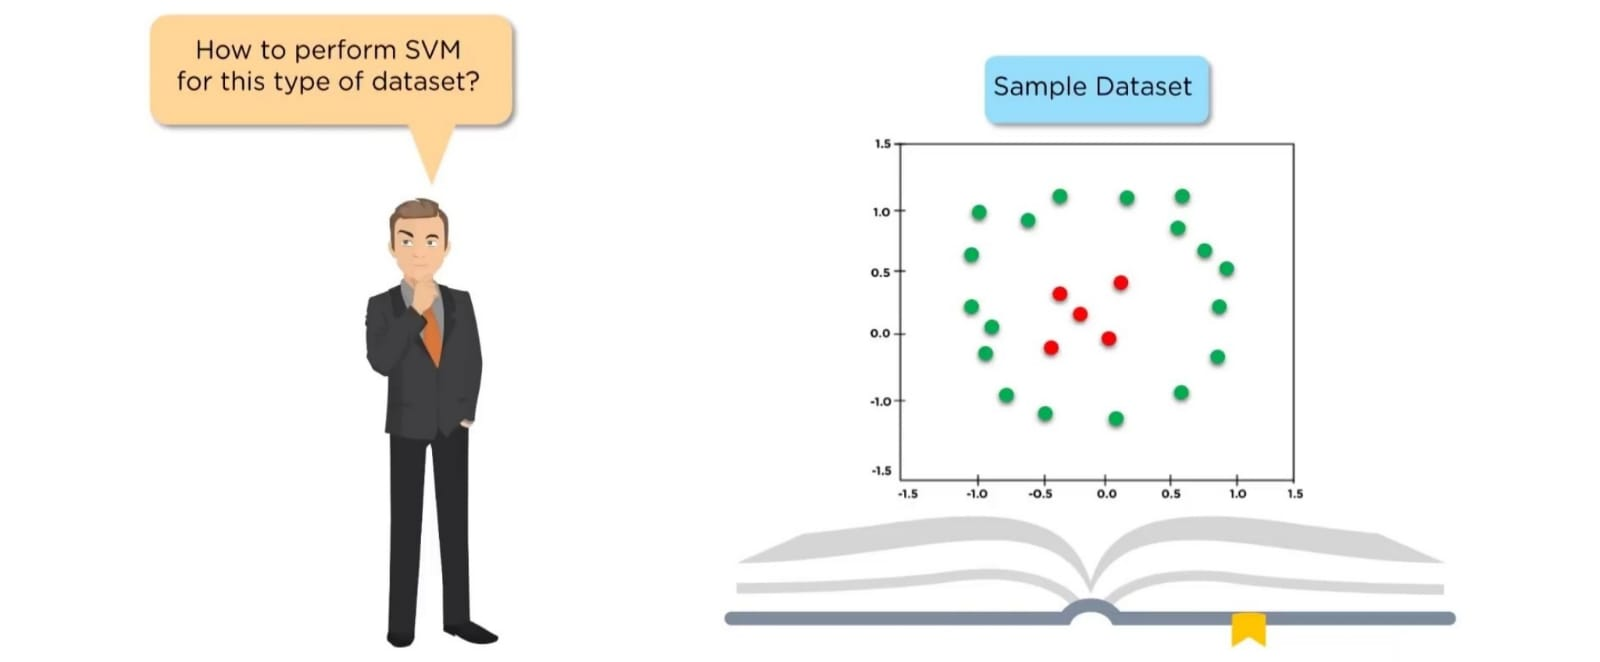 How to perform SVM
for this type of dataset?
Sample Dataset
1.5
1.0
0.5
0.0
-1.0
-1.5
-1.5 -1.0 -0.5 0.0 0.5 1.0 1.5